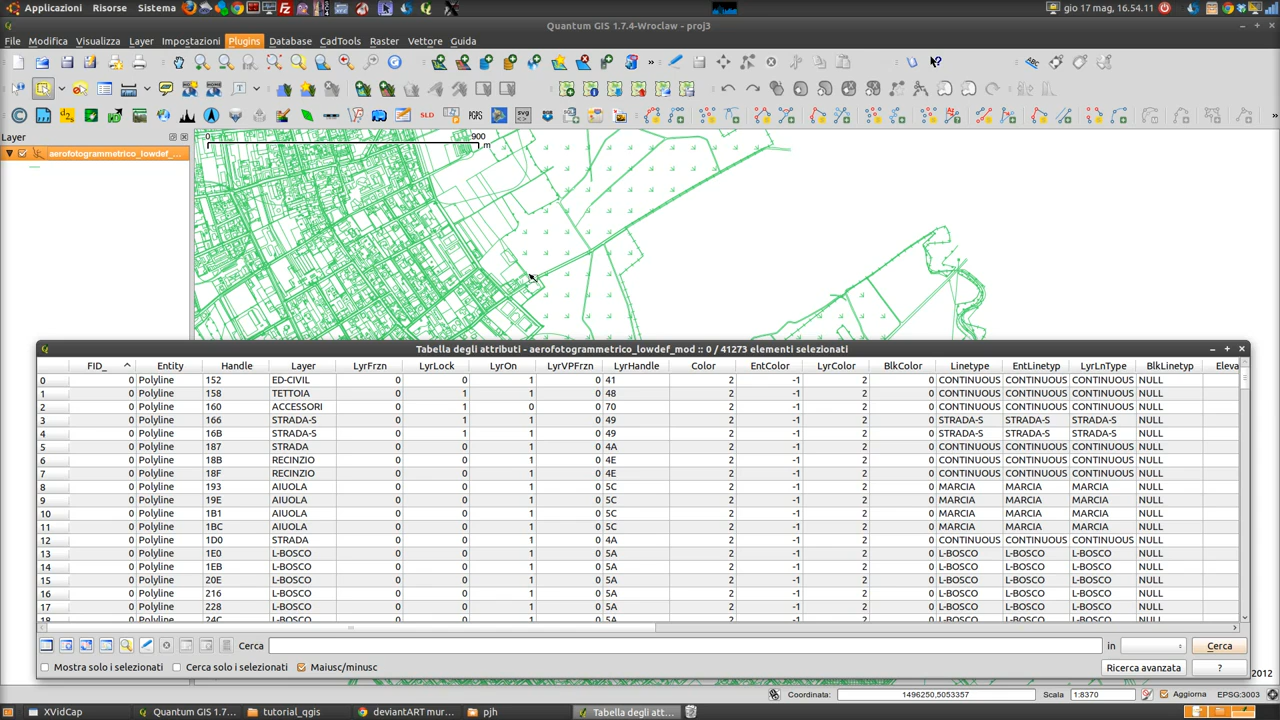 Applicazioni Risorse Sistema gio 17 mag, 16.54.11
Quantum GIS 1.7.4-Wroclaw - proj3
File Modifica Visualizza Layer Impostazioni Plugins Database CadTools Raster Vettore Guida
SLD
Layer
aerofotogrammetrico_lowdef_...
0 900
m
Tabella degli attributi - aerofotogrammetrico_lowdef_mod :: 0 / 41273 elementi selezionati
FID_ Entity Handle Layer LyrFrzn LyrLock LyrOn LyrVPFrzn LyrHandle Color EntColor LyrColor BlkColor Linetype EntLinetyp LyrLnType BlkLinetyp Eleva
0 0 Polyline 152 ED-CIVIL 0 0 1 0 41 2 -1 2 0 CONTINUOUS CONTINUOUS CONTINUOUS NULL
1 0 Polyline 158 TETTOIA 0 1 1 0 48 2 -1 2 0 CONTINUOUS CONTINUOUS CONTINUOUS NULL
2 0 Polyline 160 ACCESSORI 0 1 0 0 70 2 -1 2 0 CONTINUOUS CONTINUOUS CONTINUOUS NULL
3 0 Polyline 166 STRADA-S 0 1 1 0 49 2 -1 2 0 STRADA-S STRADA-S STRADA-S NULL
4 0 Polyline 16B STRADA-S 0 1 1 0 49 2 -1 2 0 STRADA-S STRADA-S STRADA-S NULL
5 0 Polyline 187 STRADA 0 0 1 0 4A 2 -1 2 0 CONTINUOUS CONTINUOUS CONTINUOUS NULL
6 0 Polyline 18B RECINZIO 0 0 1 0 4E 2 -1 2 0 CONTINUOUS CONTINUOUS CONTINUOUS NULL
7 0 Polyline 18F RECINZIO 0 0 1 0 4E 2 -1 2 0 CONTINUOUS CONTINUOUS CONTINUOUS NULL
8 0 Polyline 193 AIUOLA 0 0 1 0 5C 2 -1 2 0 MARCIA MARCIA MARCIA NULL
9 0 Polyline 19E AIUOLA 0 0 1 0 5C 2 -1 2 0 MARCIA MARCIA MARCIA NULL
10 0 Polyline 1B1 AIUOLA 0 0 1 0 5C 2 -1 2 0 MARCIA MARCIA MARCIA NULL
11 0 Polyline 1BC AIUOLA 0 0 1 0 5C 2 -1 2 0 MARCIA MARCIA MARCIA NULL
12 0 Polyline 1D0 STRADA 0 0 1 0 4A 2 -1 2 0 CONTINUOUS CONTINUOUS CONTINUOUS NULL
13 0 Polyline 1E0 L-BOSCO 0 0 1 0 5A 2 -1 2 0 L-BOSCO L-BOSCO L-BOSCO NULL
14 0 Polyline 1EB L-BOSCO 0 0 1 0 5A 2 -1 2 0 L-BOSCO L-BOSCO L-BOSCO NULL
15 0 Polyline 20E L-BOSCO 0 0 1 0 5A 2 -1 2 0 L-BOSCO L-BOSCO L-BOSCO NULL
16 0 Polyline 216 L-BOSCO 0 0 1 0 5A 2 -1 2 0 L-BOSCO L-BOSCO L-BOSCO NULL
17 0 Polyline 228 L-BOSCO 0 0 1 0 5A 2 -1 2 0 L-BOSCO L-BOSCO L-BOSCO NULL
18 0 Polyline 24C L-BOSCO 0 0 1 0 5A 2 -1 2 0 L-BOSCO L-BOSCO L-BOSCO NULL
Cerca in Cerca
Mostra solo i selezionati Cerca solo i selezionati Maiusc/minusc Ricerca avanzata ?
2012
Coordinata: 1496250,5053357 Scala 1:8370 Aggiorna EPSG:3003
XVidCap Quantum GIS 1.7.... tutorial_qgis deviantART mur... pjh Tabella degli att...